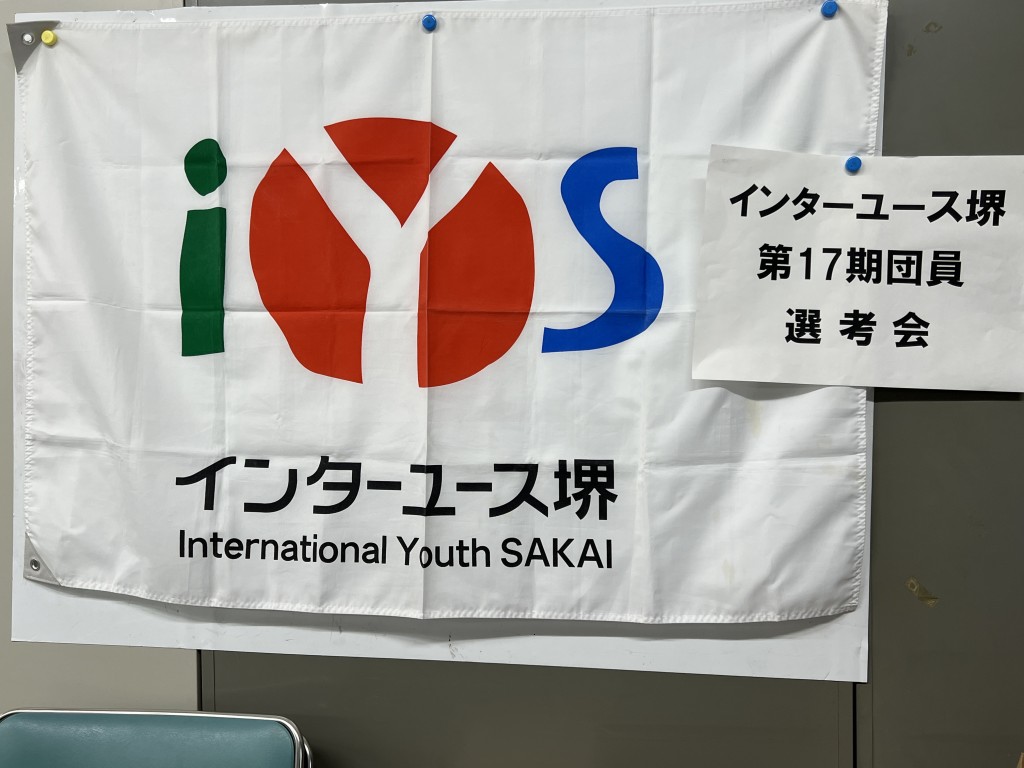 iYS
インターユース堺
International Youth SAKAI
インターユース堺
第17期団員
選考会